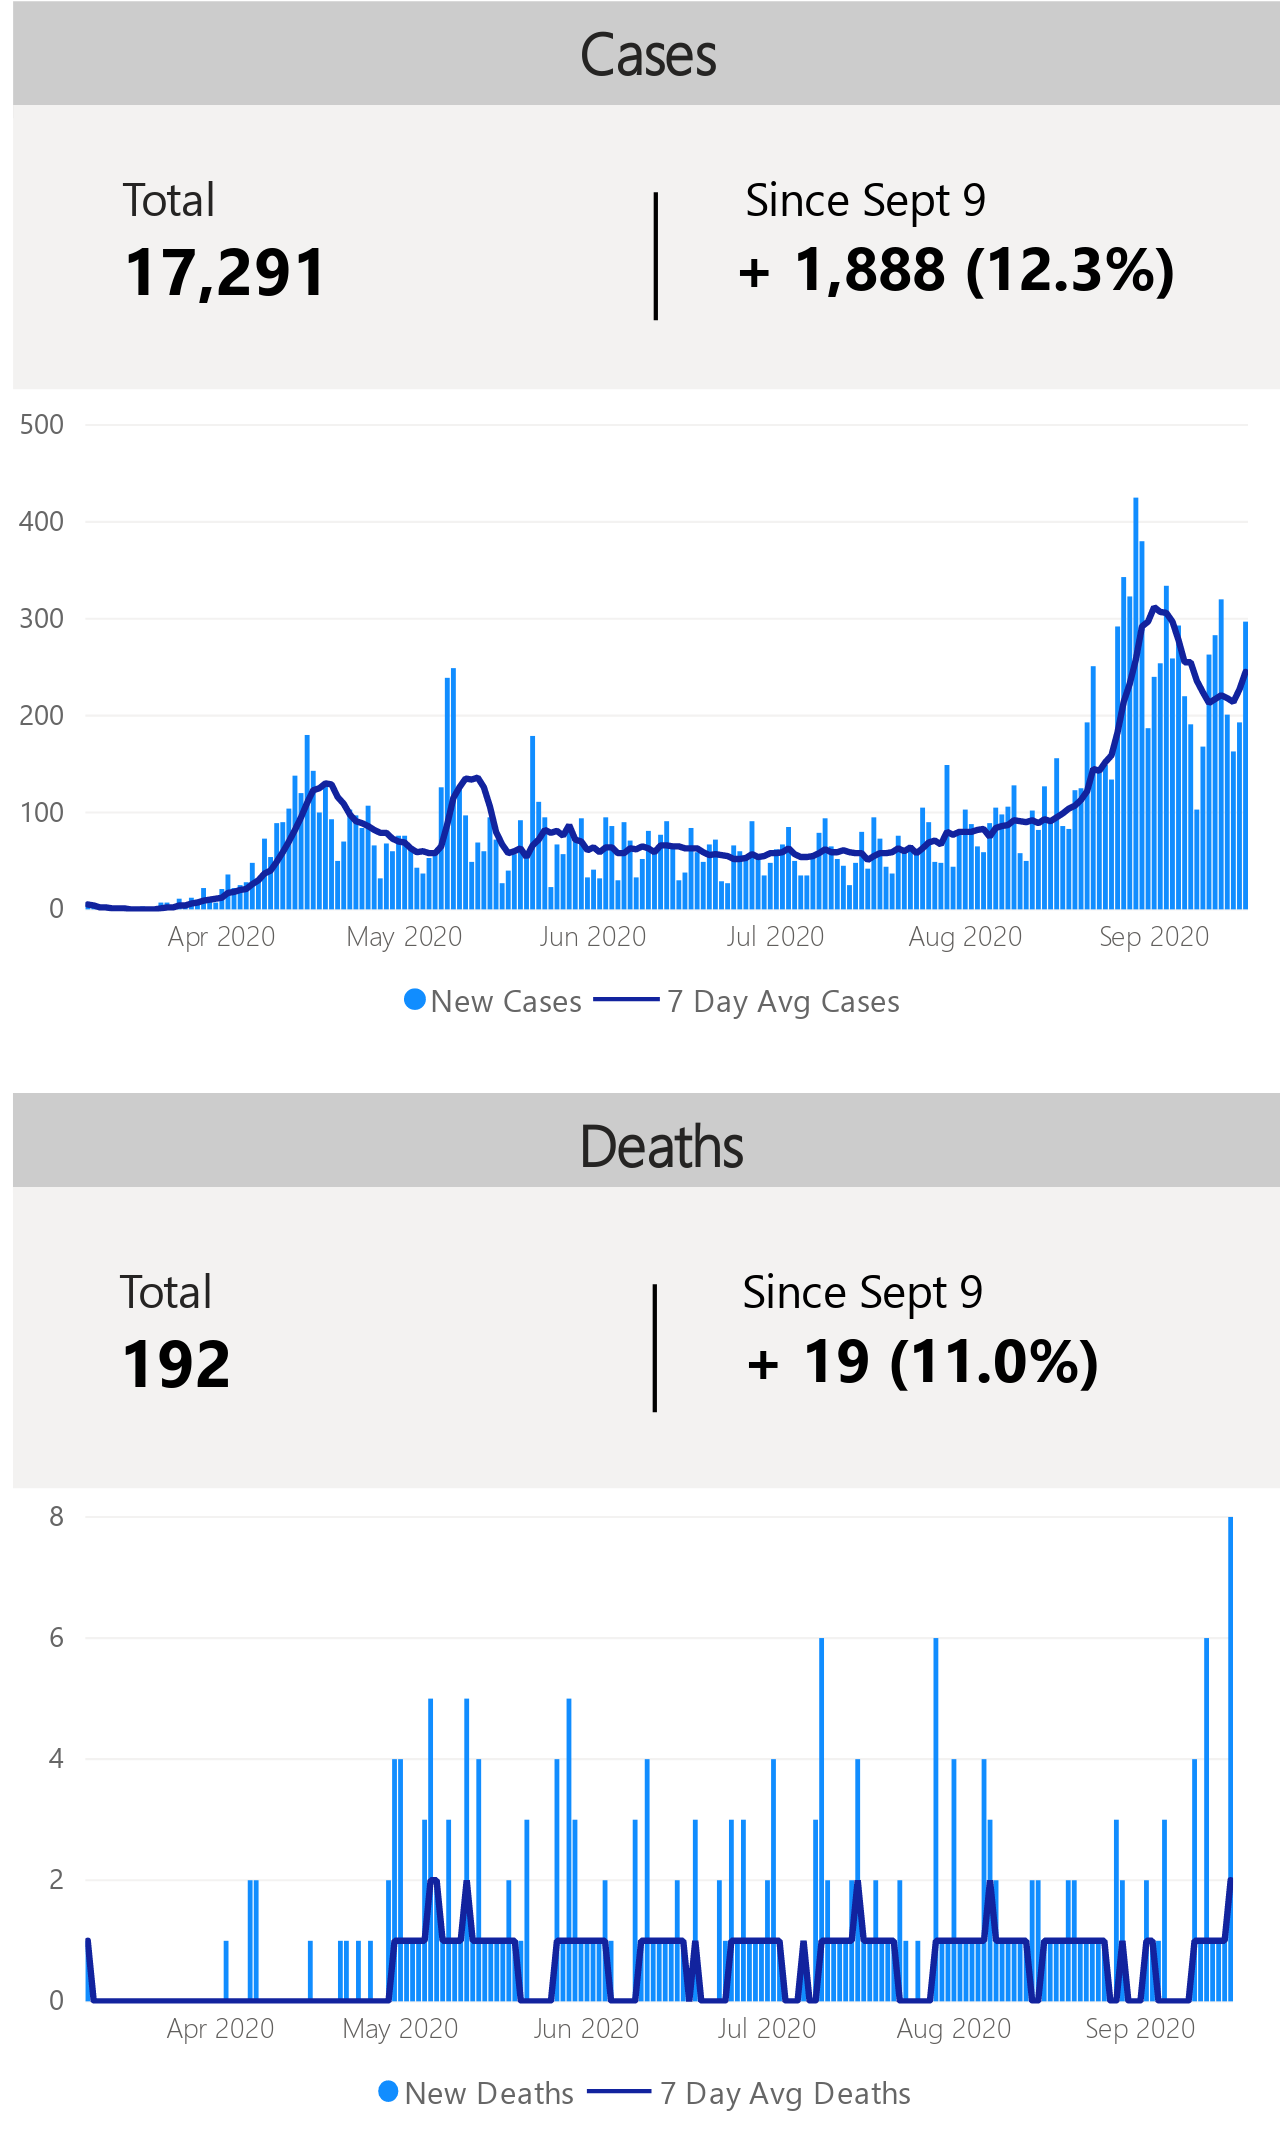 Cases
Total
Since Sept 9
17,291
+ 1,888 (12.3%)
500
400
300
200
100
0
Apr 2020 May 2020 Jun 2020 Jul 2020 Aug 2020 Sep 2020
New Cases 7 Day Avg Cases
Deaths
Total
Since Sept 9
192
+ 19 (11.0%)
8
6
4
2
0
Apr 2020 May 2020 Jun 2020 Jul 2020 Aug 2020 Sep 2020
New Deaths 7 Day Avg Deaths